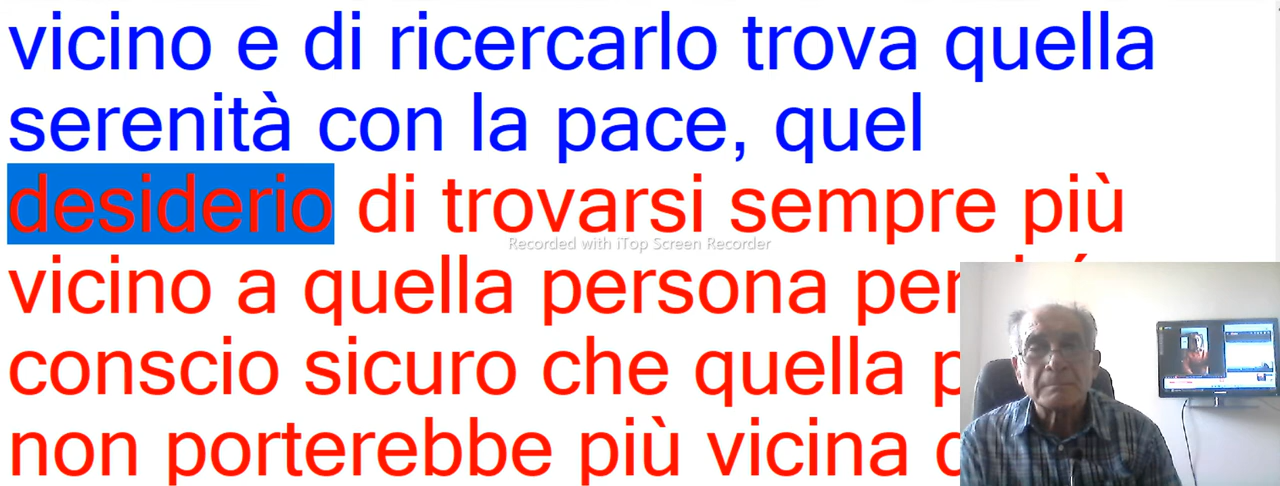 vicino e di ricercarlo trova quella
serenità con la pace, quel
desiderio di trovarsi sempre più
Recorded with iTop Screen Recorder
vicino a quella persona
conscio sicuro che quella
non porterebbe più vicina